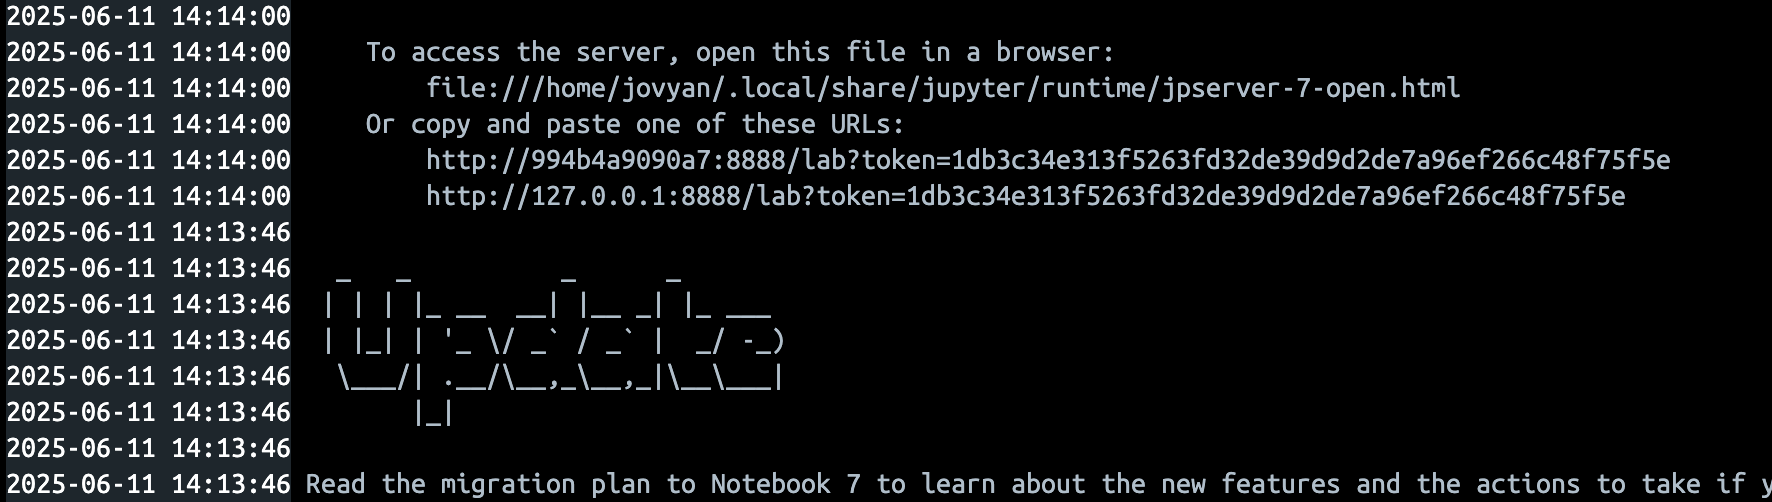 2025-06-11 14:14:00
2025-06-11 14:14:00     To access the server, open this file in a browser:
2025-06-11 14:14:00         file:///home/jovyan/.local/share/jupyter/runtime/jpserver-7-open.html
2025-06-11 14:14:00     Or copy and paste one of these URLs:
2025-06-11 14:14:00         http://994b4a9090a7:8888/lab?token=1db3c34e313f5263fd32de39d9d2de7a96ef266c48f75f5e
2025-06-11 14:14:00         http://127.0.0.1:8888/lab?token=1db3c34e313f5263fd32de39d9d2de7a96ef266c48f75f5e
2025-06-11 14:13:46
2025-06-11 14:13:46   _   _          _      _
2025-06-11 14:13:46  | | | |_ __  __| |__ _| |_ ___
2025-06-11 14:13:46  | |_| | '_ \/ _` / _` |  _/ -_)
2025-06-11 14:13:46   \___/| .__/\__,_\__,_|\__\___|
2025-06-11 14:13:46        |_|
2025-06-11 14:13:46
2025-06-11 14:13:46 Read the migration plan to Notebook 7 to learn about the new features and the actions to take if y